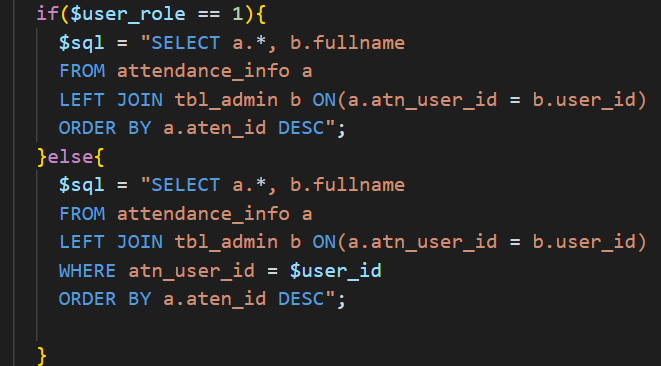 if($user_role == 1){
$sql = "SELECT a.*, b.fullname
FROM attendance_info a
LEFT JOIN tbl_admin b ON(a.atn_user_id = b.user_id)
ORDER BY a.aten_id DESC";
}else{
$sql = "SELECT a.*, b.fullname
FROM attendance_info a
LEFT JOIN tbl_admin b ON(a.atn_user_id = b.user_id)
WHERE atn_user_id = $user_id
ORDER BY a.aten_id DESC";
}